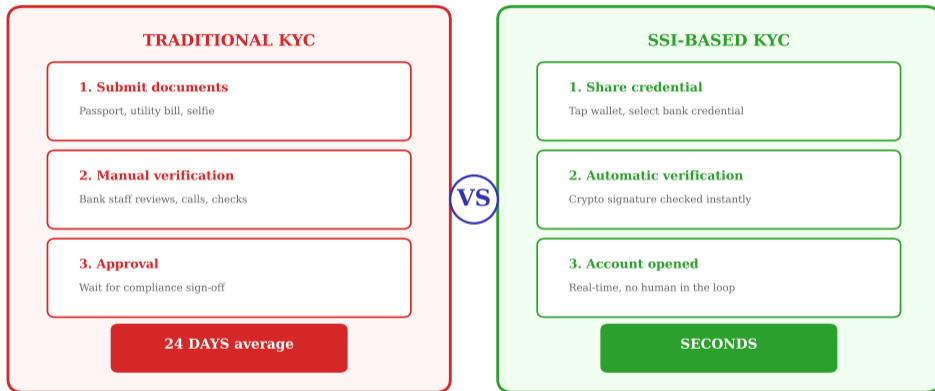 TRADITIONAL KYC
1. Submit documents
Passport, utility bill, selfie
2. Manual verification
Bank staff reviews, calls, checks
3. Approval
Wait for compliance sign-off
24 DAYS average
VS
SSI-BASED KYC
1. Share credential
Tap wallet, select bank credential
2. Automatic verification
Crypto signature checked instantly
3. Account opened
Real-time, no human in the loop
SECONDS